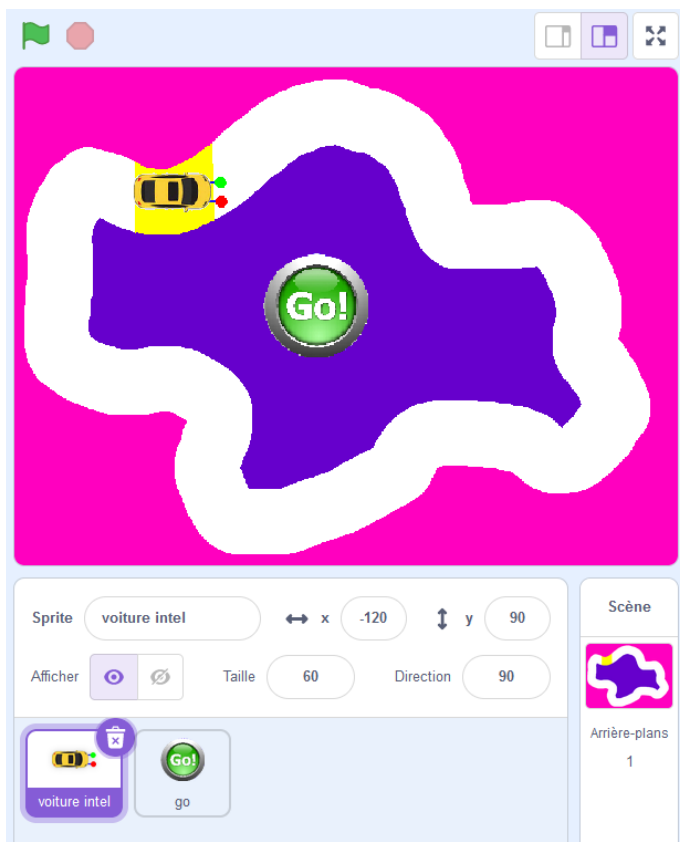 Go!
Sprite voiture intel x -120 y 90
Afficher Taille 60 Direction 90
Scène
Arrière-plans
1
Go!
voiture intel
go